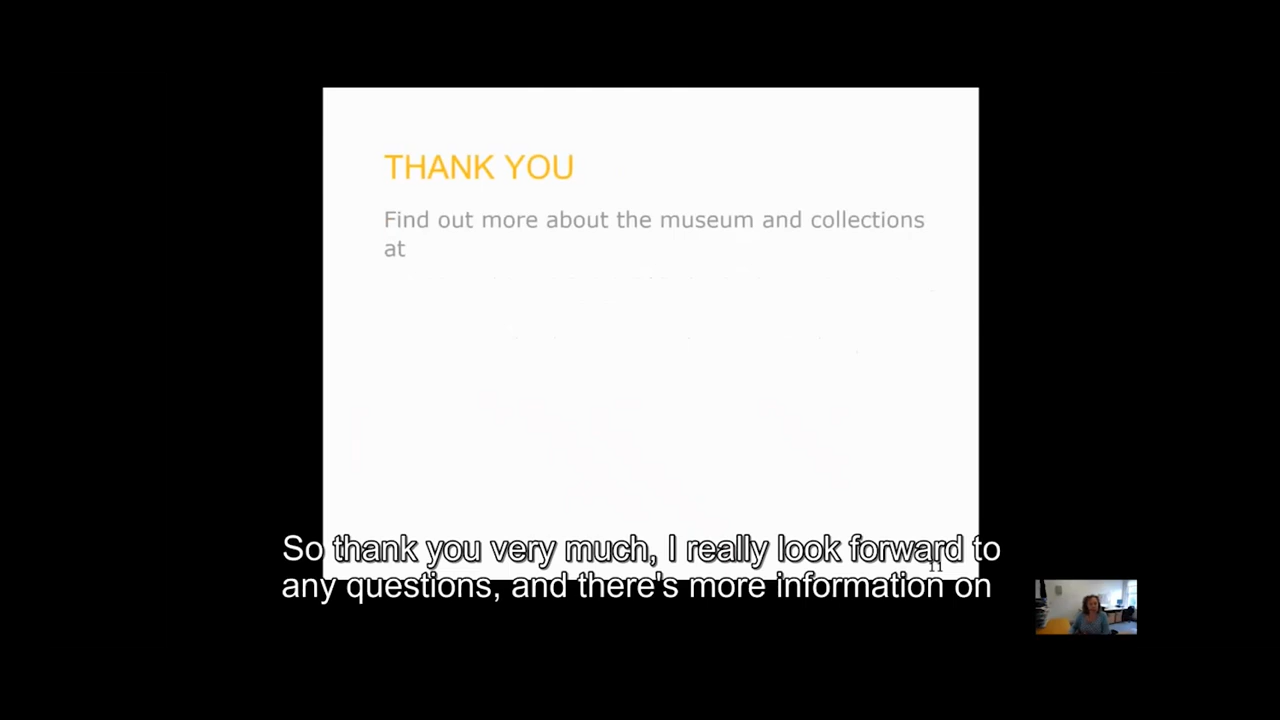 THANK YOU
Find out more about the museum and collections
at
So thank you very much, I really look forward to
11
any questions, and there's more information on